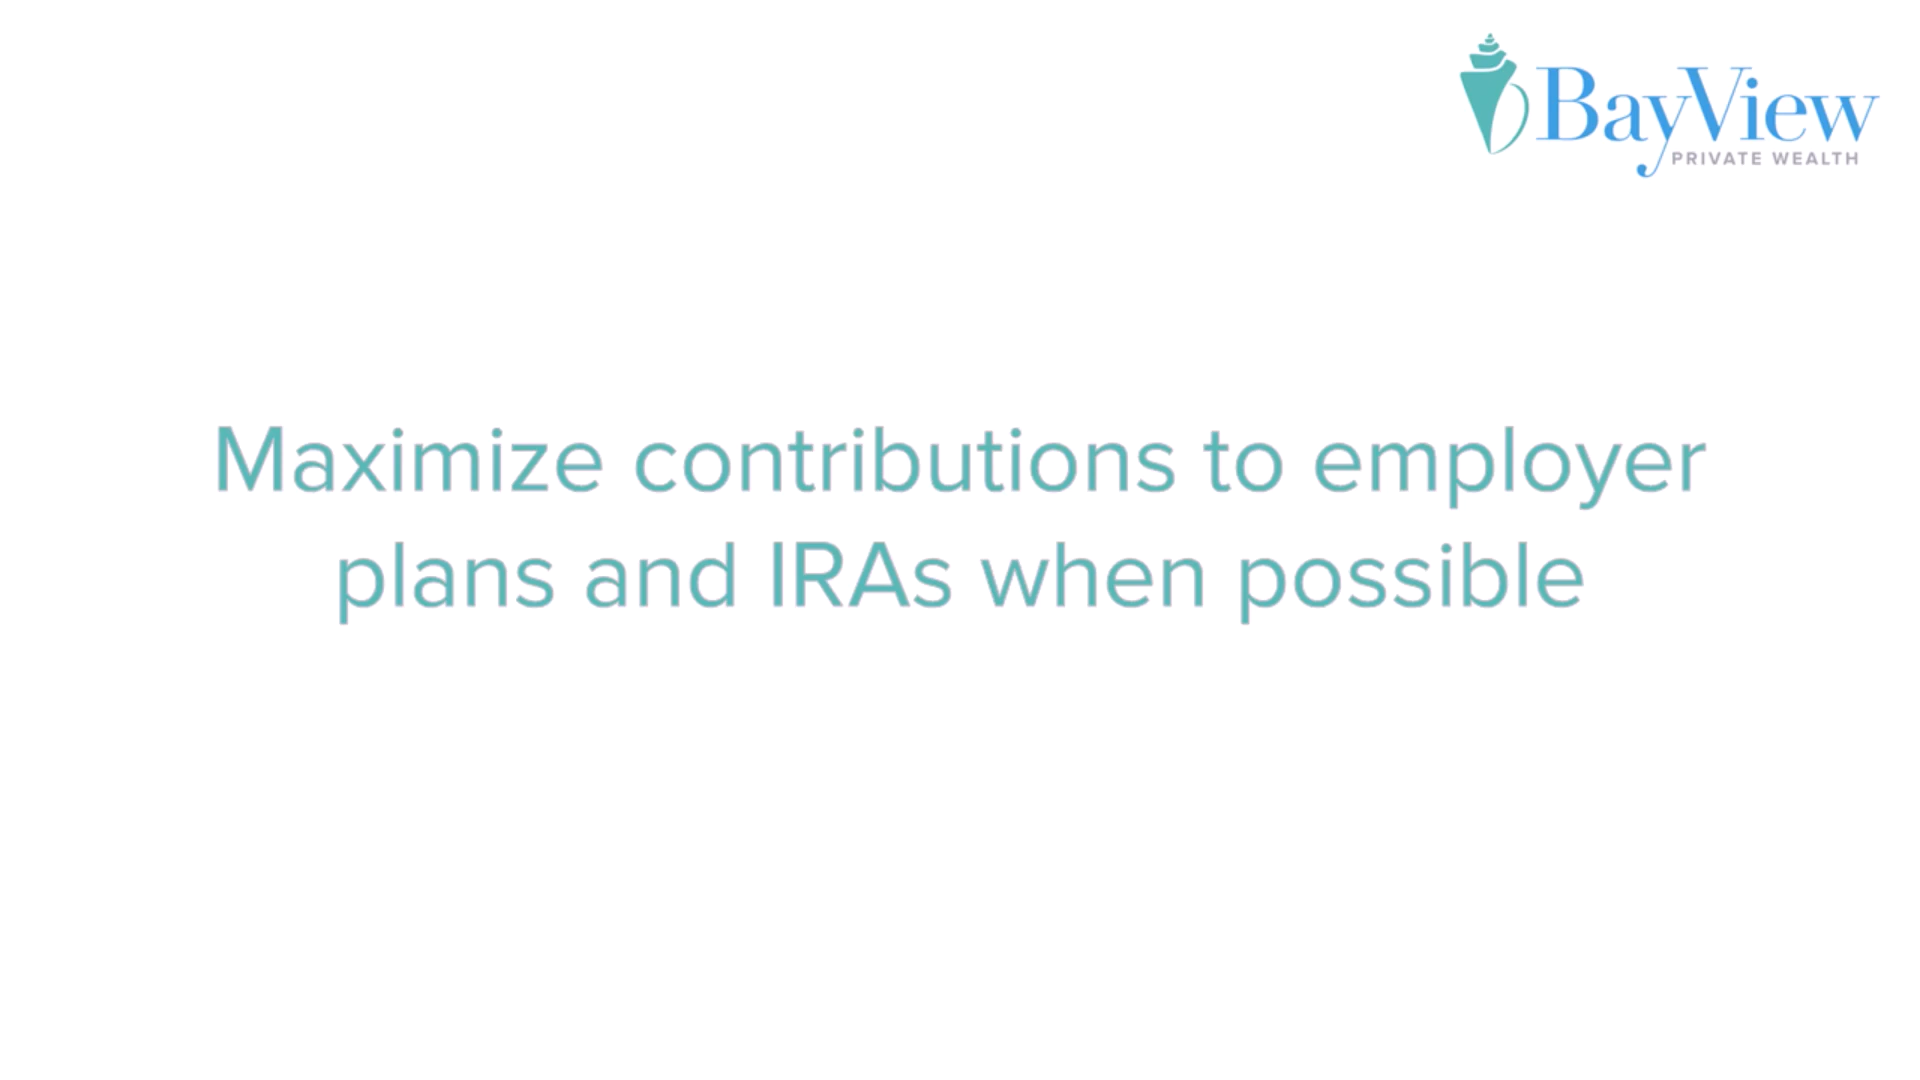 BayView
PRIVATE WEALTH
Maximize contributions to employer
plans and IRAs when possible